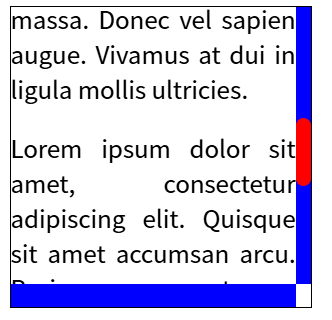 massa. Donec vel sapien
augue. Vivamus at dui in
ligula mollis ultricies.
Lorem ipsum dolor sit
amet, consectetur
adipiscing elit. Quisque
sit amet accumsan arcu.